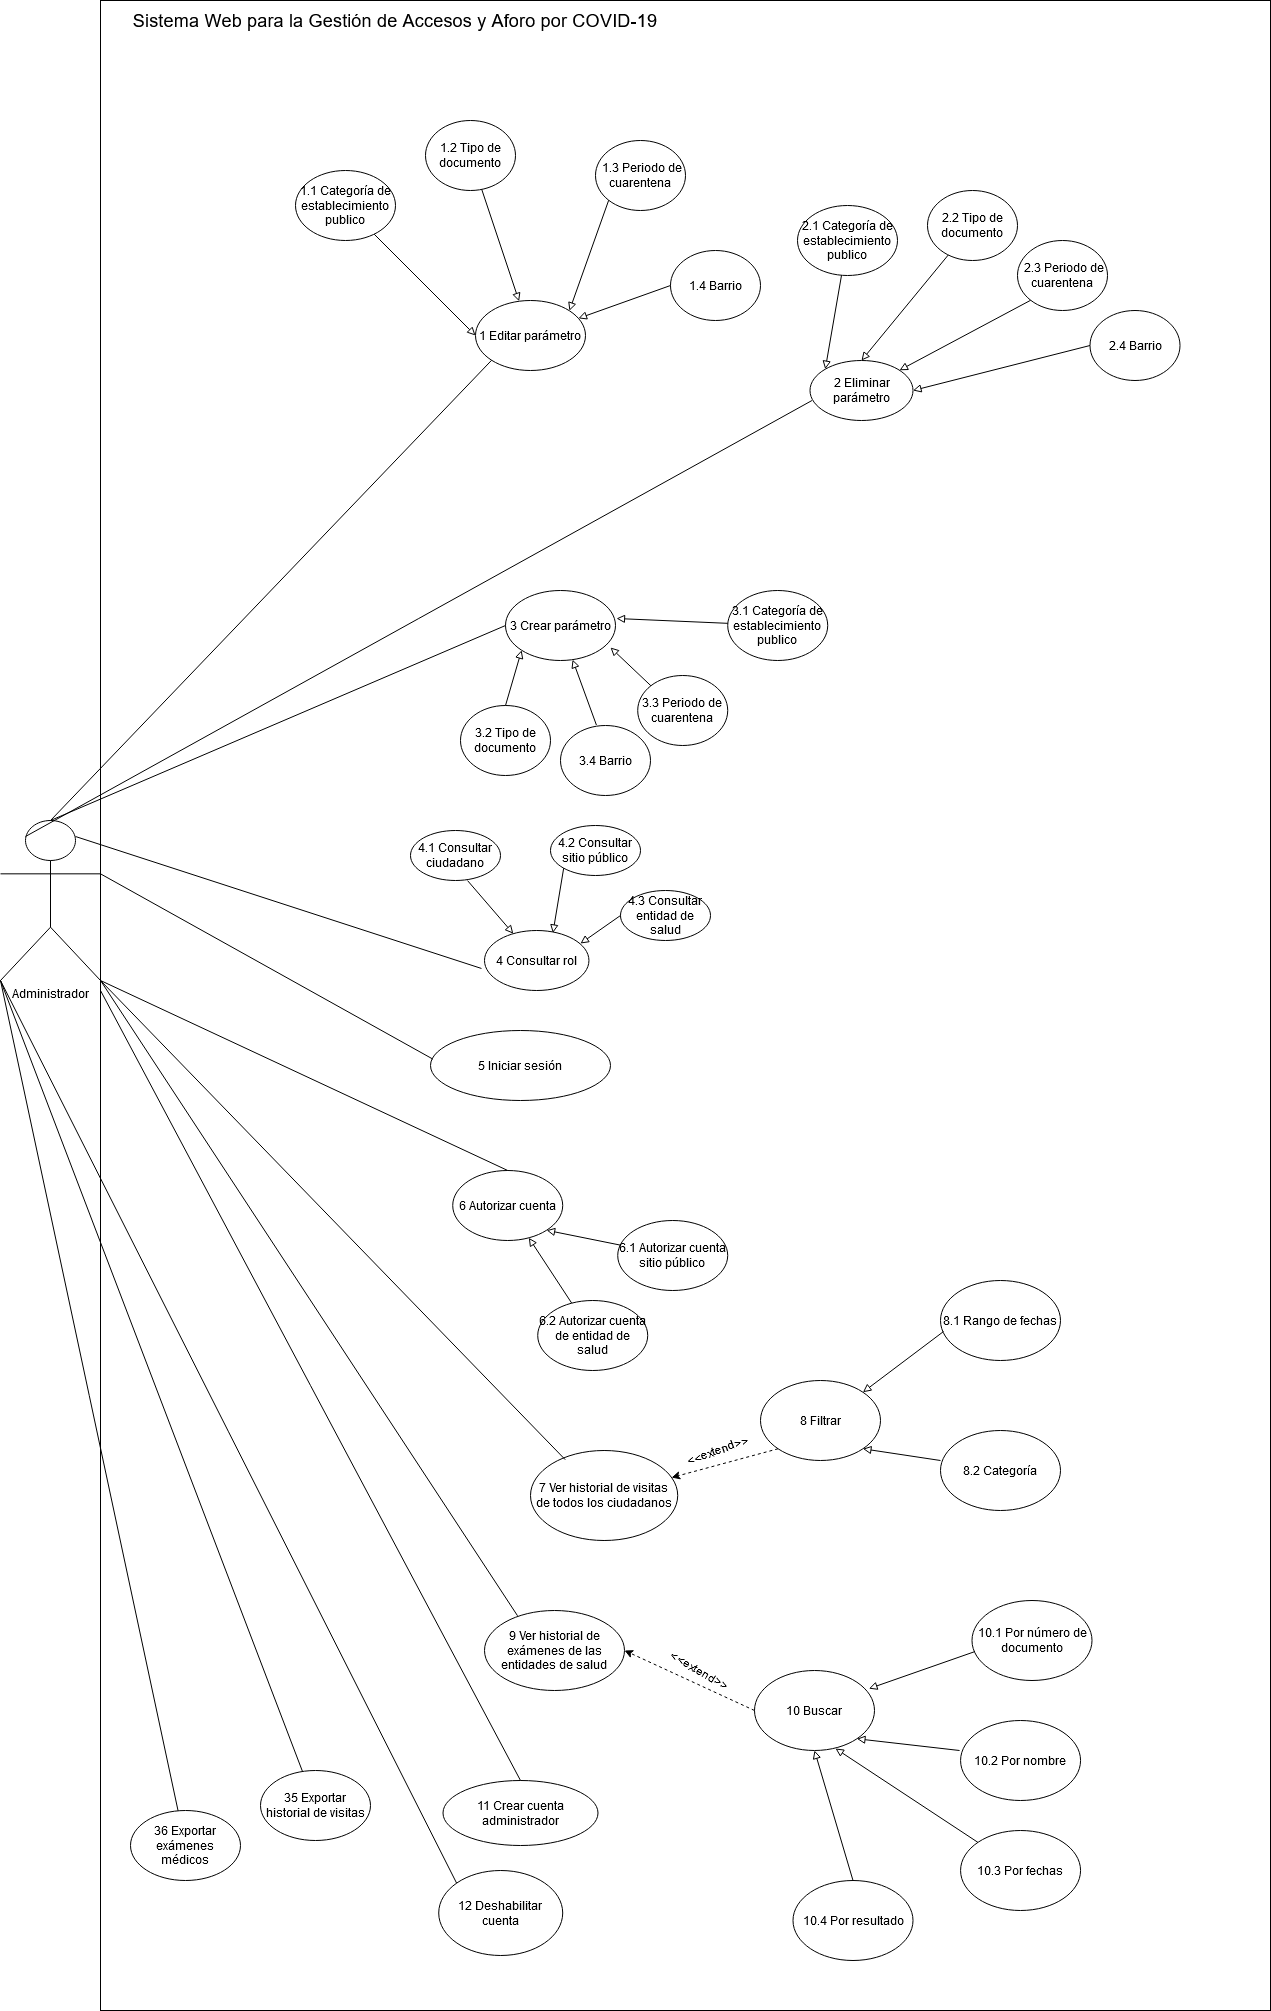 Sistema Web para la Gestión de Accesos y Aforo por COVID-19
1.2 Tipo de
documento
1.3 Periodo de
cuarentena
1.1 Categoría de
establecimiento
publico
1.4 Barrio
1 Editar parámetro
2.1 Categoría de
establecimiento
publico
2.2 Tipo de
documento
2.3 Periodo de
cuarentena
2.4 Barrio
2 Eliminar
parámetro
3 Crear parámetro
3.1 Categoría de
establecimiento
publico
3.3 Periodo de
cuarentena
3.2 Tipo de
documento
3.4 Barrio
4.1 Consultar
ciudadano
4.2 Consultar
sitio público
4.3 Consultar
entidad de
salud
4 Consultar rol
Administrador
5 Iniciar sesión
6 Autorizar cuenta
6.1 Autorizar cuenta
sitio público
6.2 Autorizar cuenta
de entidad de
salud
8.1 Rango de fechas
8 Filtrar
<<extend>>
8.2 Categoría
7 Ver historial de visitas
de todos los ciudadanos
9 Ver historial de
exámenes de las
entidades de salud
<<extend>>
10.1 Por número de
documento
10 Buscar
10.2 Por nombre
10.3 Por fechas
10.4 Por resultado
35 Exportar
historial de visitas
11 Crear cuenta
administrador
36 Exportar
exámenes
médicos
12 Deshabilitar
cuenta